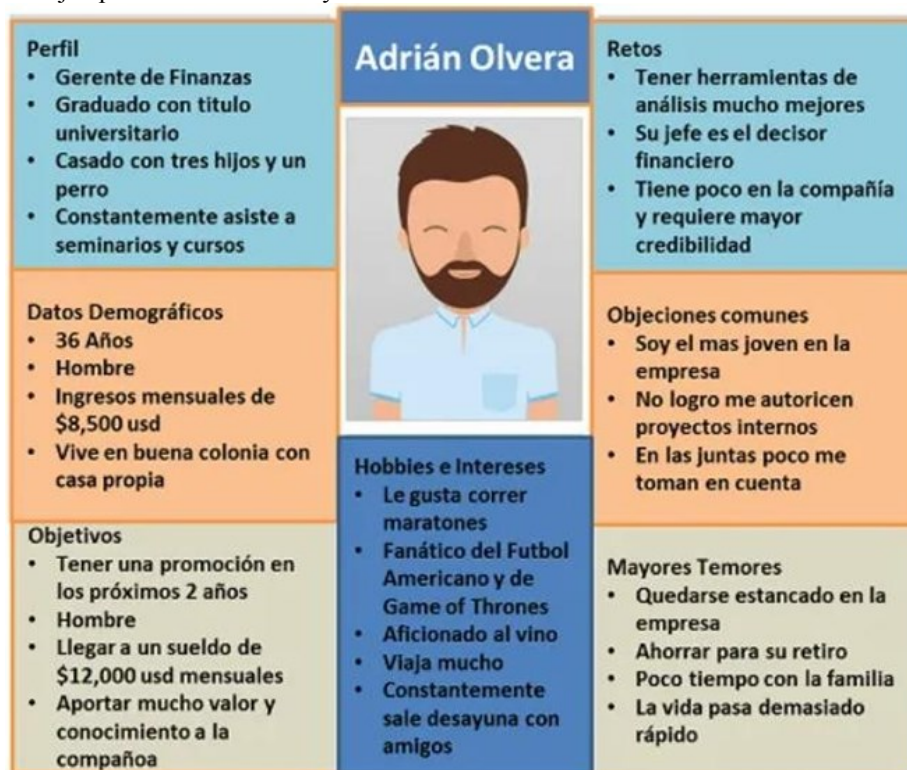 Perfil
• Gerente de Finanzas
• Graduado con titulo
universitario
• Casado con tres hijos y un
perro
• Constantemente asiste a
seminarios y cursos
Datos Demográficos
• 36 Años
• Hombre
• Ingresos mensuales de
$8,500 usd
• Vive en buena colonia con
casa propia
Objetivos
• Tener una promoción en
los próximos 2 años
• Hombre
• Llegar a un sueldo de
$12,000 usd mensuales
• Aportar mucho valor y
conocimiento a la
compañoa
Adrián Olvera
Hobbies e Intereses
• Le gusta correr
maratones
• Fanático del Futbol
Americano y de
Game of Thrones
• Aficionado al vino
• Viaja mucho
• Constantemente
sale desayuna con
amigos
Retos
• Tener herramientas de
análisis mucho mejores
• Su jefe es el decisor
financiero
• Tiene poco en la compañía
y requiere mayor
credibilidad
Objeciones comunes
• Soy el mas joven en la
empresa
• No logro me autoricen
proyectos internos
• En las juntas poco me
toman en cuenta
Mayores Temores
• Quedarse estancado en la
empresa
• Ahorrar para su retiro
• Poco tiempo con la familia
• La vida pasa demasiado
rápido